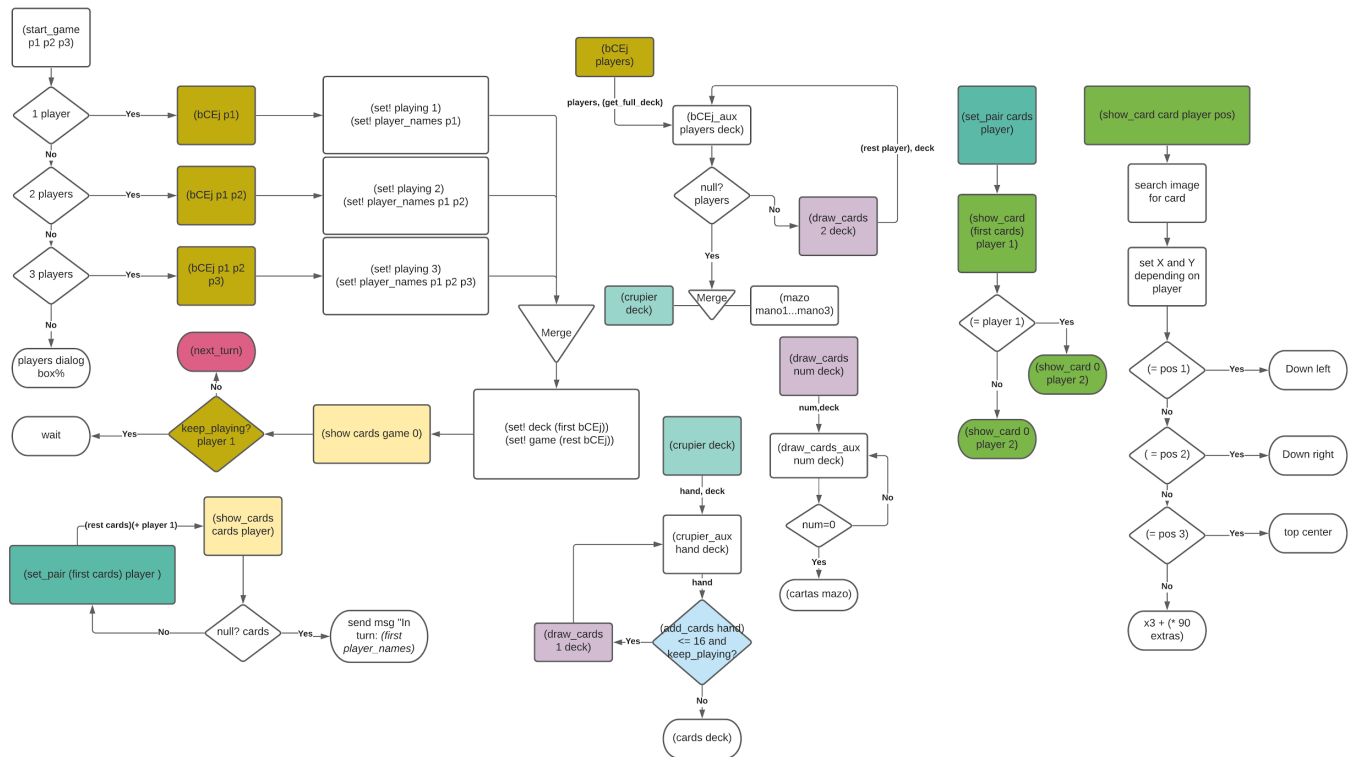 (start_game
p1 p2 p3)
1 player
Yes
(bCEj p1)
(set! playing 1)
(set! player_names p1)
No
2 players
Yes
(bCEj p1 p2)
(set! playing 2)
(set! player_names p1 p2)
No
3 players
Yes
(bCEj p1 p2
p3)
(set! playing 3)
(set! player_names p1 p2 p3)
No
players dialog
box%
Merge
(set! deck (first bCEj))
(set! game (rest bCEj))
(show cards game 0)
keep_playing?
player 1
No
(next_turn)
Yes
wait
(show_cards
cards player)
null? cards
No
(set_pair (first cards) player )
(rest cards)(+ player 1)
Yes
send msg "In
turn: (first
player_names)
(bCEj
players)
players, (get_full_deck)
(bCEj_aux
players deck)
null?
players
No
(draw_cards
2 deck)
(rest player), deck
Yes
Merge
(crupier
deck)
(mazo
mano1...mano3)
(draw_cards
num deck)
num,deck
(draw_cards_aux
num deck)
num=0
No
Yes
(cartas mazo)
(crupier deck)
hand, deck
(crupier_aux
hand deck)
hand
(add_cards hand)
<= 16 and
keep_playing?
Yes
(draw_cards
1 deck)
No
(cards deck)
(set_pair cards
player)
(show_card
(first cards)
player 1)
(= player 1)
Yes
(show_card 0
player 2)
No
(show_card 0
player 2)
(show_card card player pos)
search image
for card
set X and Y
depending on
player
(= pos 1)
Yes
Down left
No
( = pos 2)
Yes
Down right
No
(= pos 3)
Yes
top center
No
x3 + (* 90
extras)